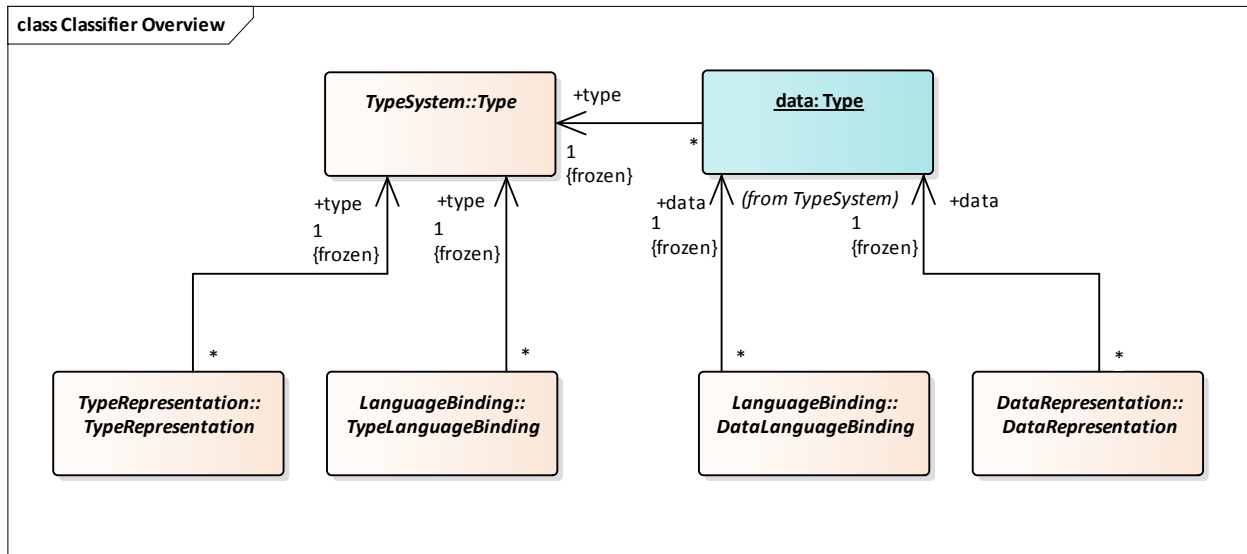 class Classifier Overview
TypeSystem::Type
+type
1
{frozen}
*
data: Type
(from TypeSystem)
+type
1
{frozen}
+type
1
{frozen}
+data
1
{frozen}
+data
1
{frozen}
*
*
*
*
TypeRepresentation::
TypeRepresentation
LanguageBinding::
TypeLanguageBinding
LanguageBinding::
DataLanguageBinding
DataRepresentation::
DataRepresentation